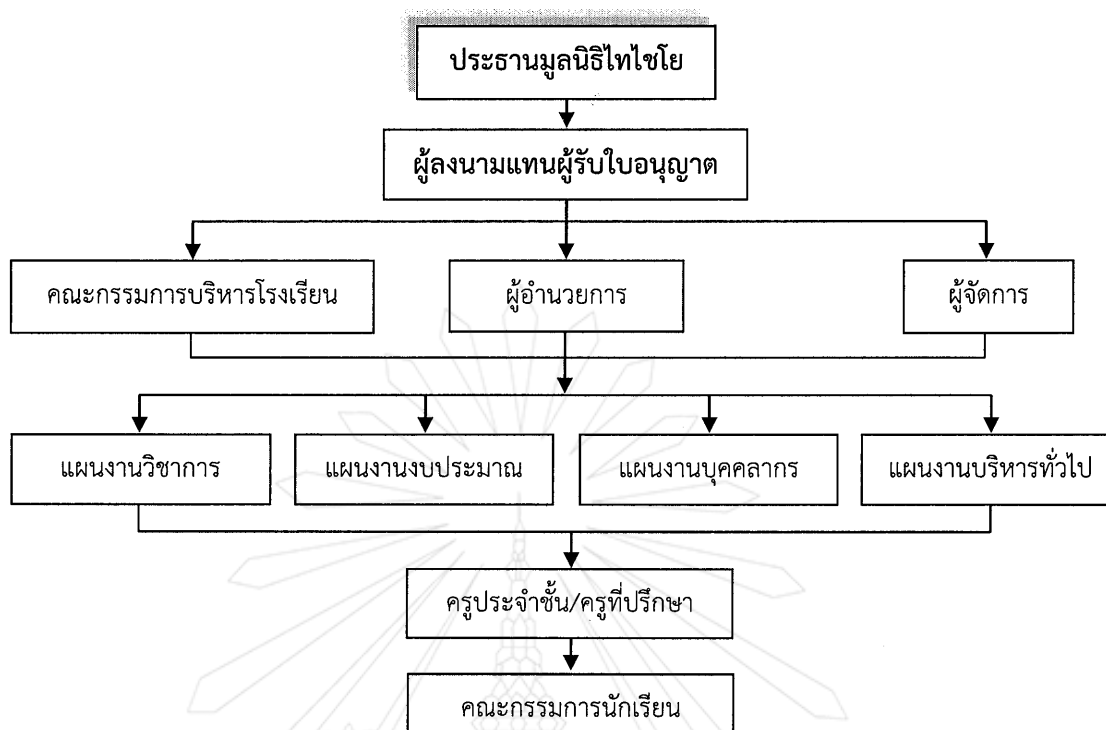 ประธานมูลนิธิไทไชโย
ผู้ลงนามแทนผู้รับใบอนุญาต
คณะกรรมการบริหารโรงเรียน
ผู้อำนวยการ
ผู้จัดการ
แผนงานวิชาการ
แผนงานงบประมาณ
แผนงานบุคคลากร
แผนงานบริหารทั่วไป
ครูประจำชั้น/ครูที่ปรึกษา
คณะกรรมการนักเรียน